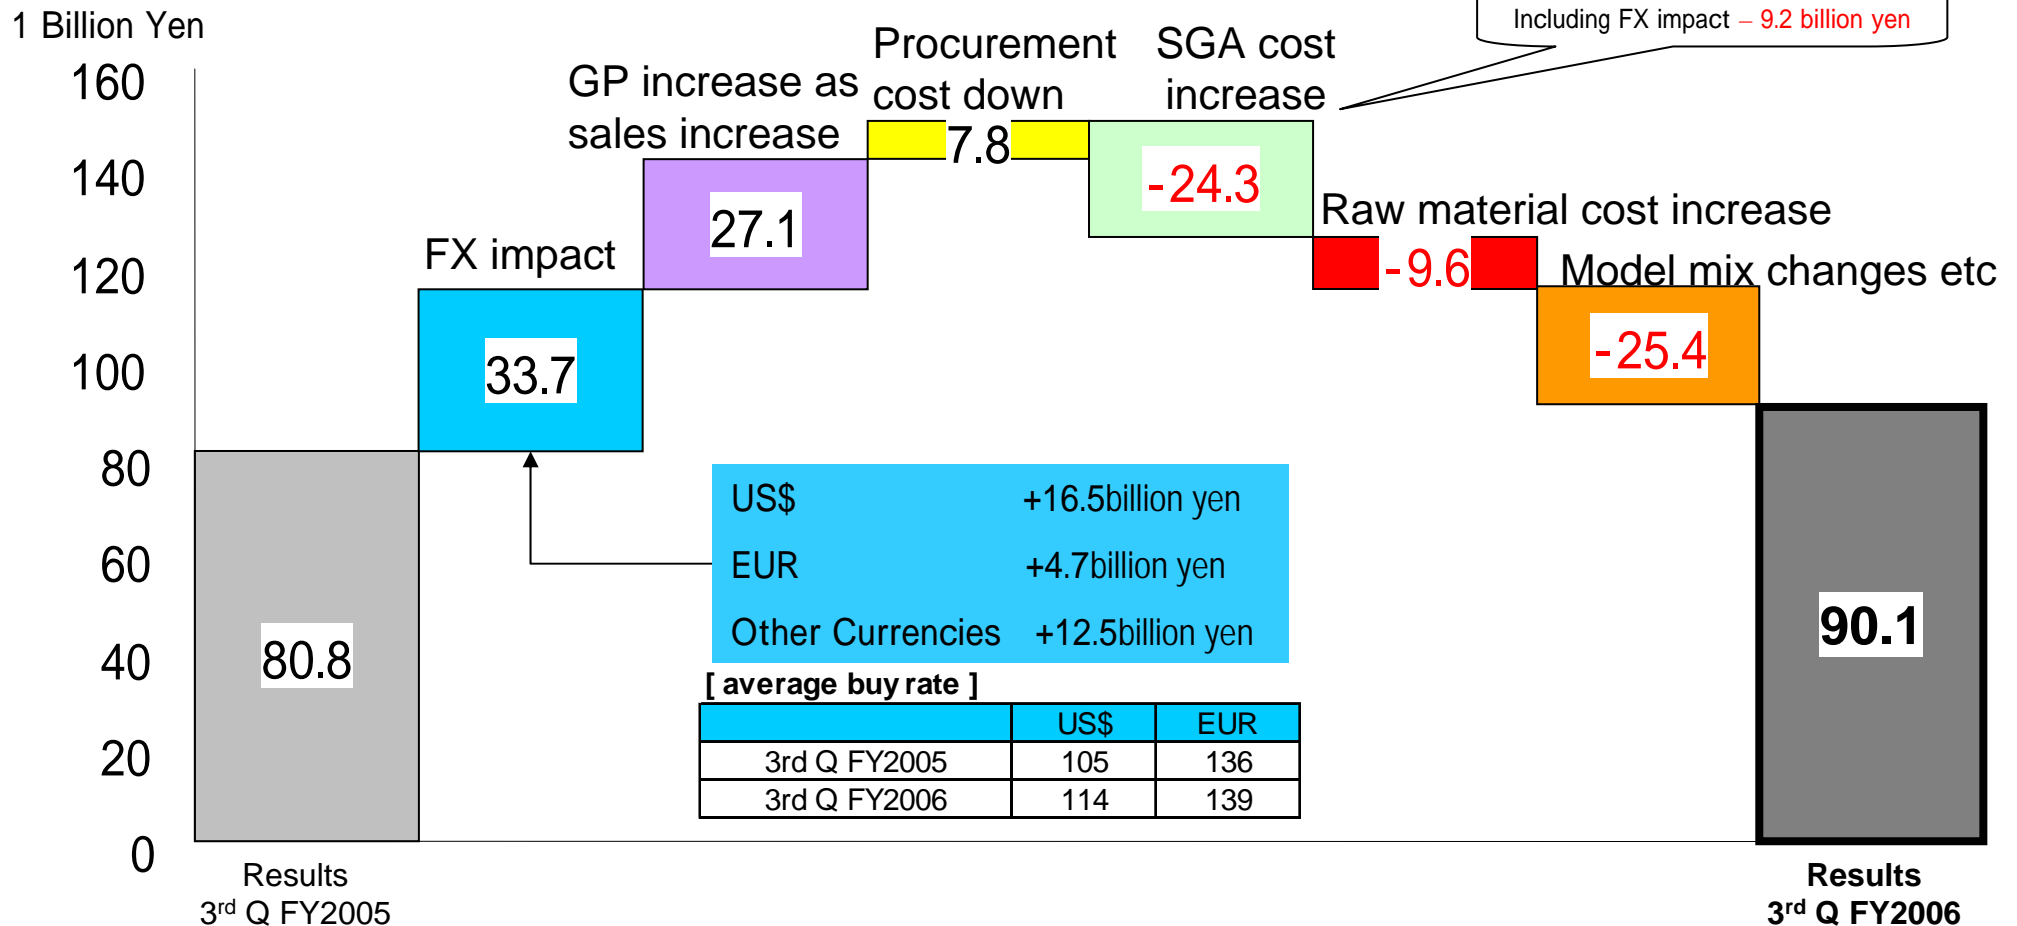 1 Billion Yen
Including FX impact – 9.2 billion yen
160
140
120
100
80
60
40
20
0
FX impact
GP increase as
sales increase
Procurement
cost down
SGA cost
increase
Raw material cost increase
Model mix changes etc
80.8
33.7
27.1
7.8
-24.3
-9.6
-25.4
90.1
US$ +16.5billion yen
EUR +4.7billion yen
Other Currencies +12.5billion yen
[ average buy rate ]
US$ EUR
3rd Q FY2005 105 136
3rd Q FY2006 114 139
Results
3rd Q FY2005
Results
3rd Q FY2006